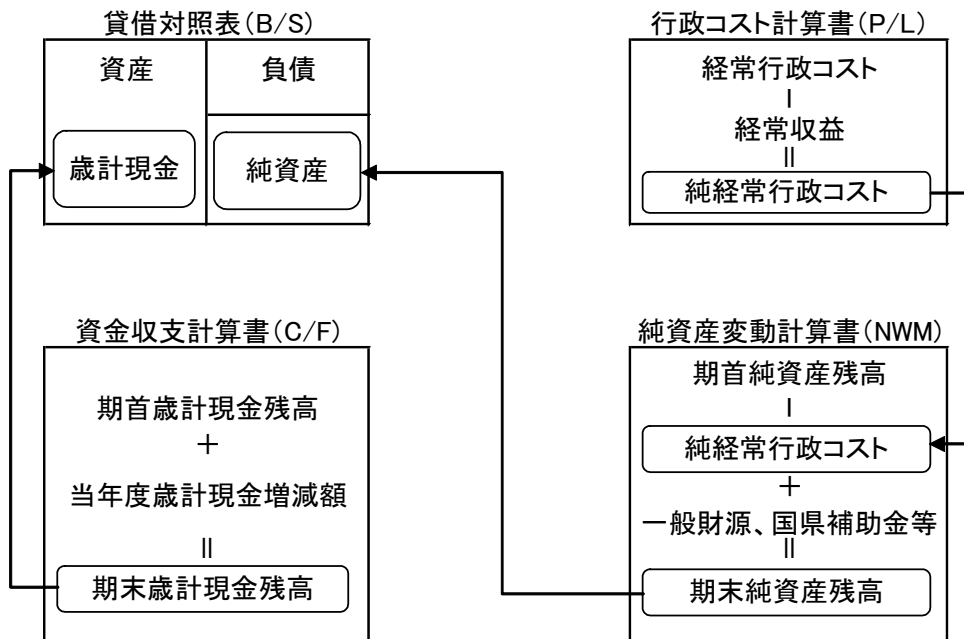 貸借対照表(B/S)
資産
負債
歳計現金
純資産
行政コスト計算書(P/L)
経常行政コスト
－
経常収益
＝
純経常行政コスト
資金収支計算書(C/F)
期首歳計現金残高
＋
当年度歳計現金増減額
＝
期末歳計現金残高
純資産変動計算書(NWM)
期首純資産残高
－
純経常行政コスト
＋
一般財源、国県補助金等
＝
期末純資産残高